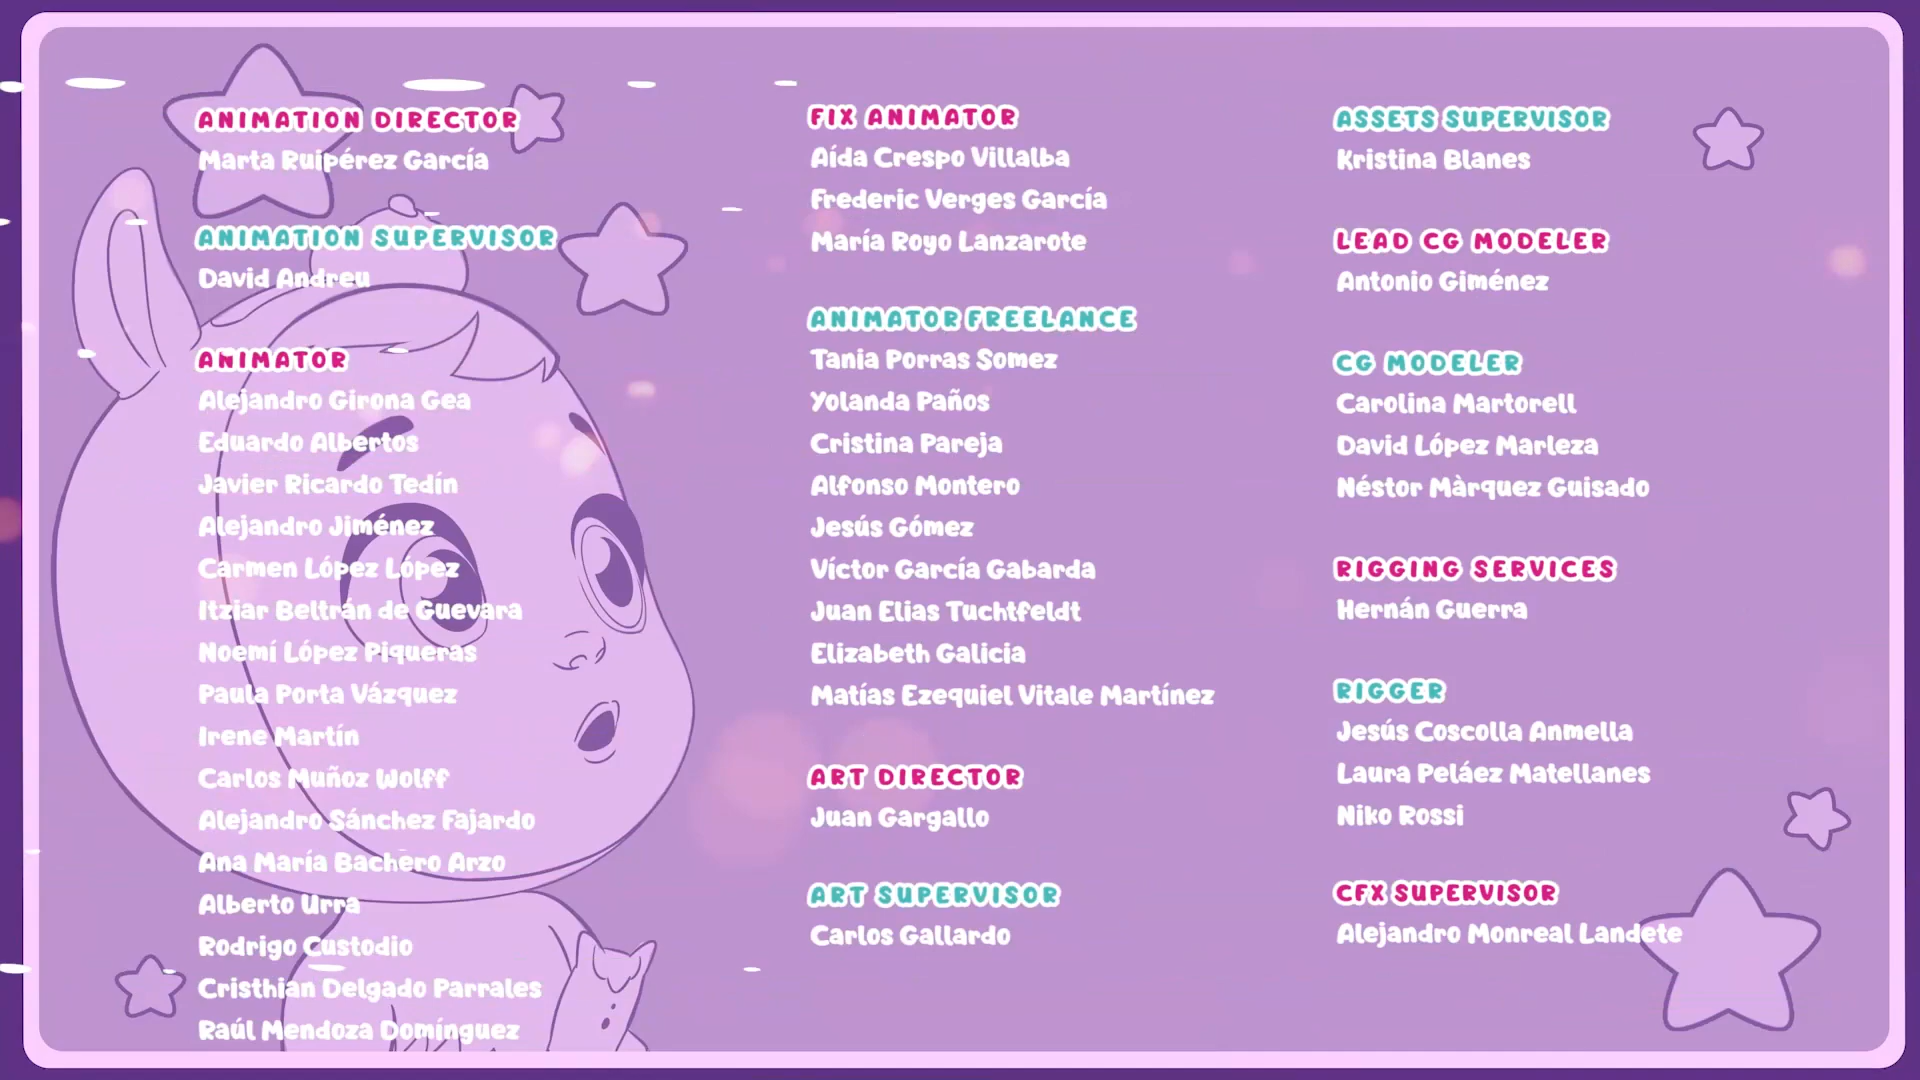 ANIMATION DIRECTOR
Marta Ruipérez García
ANIMATION SUPERVISOR
David Andreu
ANIMATOR
Alejandro Girona Gea
Eduardo Albertos
Javier Ricardo Tedín
Alejandro Jiménez
Carmen López López
Itziar Beltrán de Guevara
Noemí López Piqueras
Paula Porta Vázquez
Irene Martín
Carlos Muñoz Wolff
Alejandro Sánchez Fajardo
Ana María Bachero Arzo
Alberto Urra
Rodrigo Custodio
Cristhian Delgado Parrales
Raúl Mendoza Domínguez
FIX ANIMATOR
Aída Crespo Villalba
Frederic Verges García
María Royo Lanzarote
ANIMATOR FREELANCE
Tania Porras Somez
Yolanda Paños
Cristina Pareja
Alfonso Montero
Jesús Gómez
Víctor García Gabarda
Juan Elias Tuchtfeldt
Elizabeth Galicia
Matías Ezequiel Vitale Martínez
ART DIRECTOR
Juan Gargallo
ART SUPERVISOR
Carlos Gallardo
ASSETS SUPERVISOR
Kristina Blanes
LEAD CG MODELER
Antonio Giménez
CG MODELER
Carolina Martorell
David López Marleza
Néstor Màrquez Guisado
RIGGING SERVICES
Hernán Guerra
RIGGER
Jesús Coscolla Anmella
Laura Peláez Matellanes
Niko Rossi
CFX SUPERVISOR
Alejandro Monreal Landete